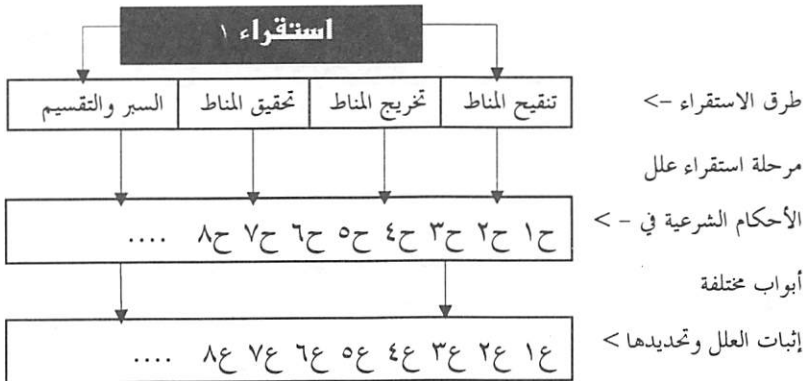 استقراء ١
طرق الاستقراء -> تنقيح المناط تخريج المناط تحقيق المناط السبر والتقسيم
مرحلة استقراء علل
الأحكام الشرعية في - > ح١ ح٢ ح٣ ح٤ ح٥ ح٦ ح٧ ح٨ ....
أبواب مختلفة
إثبات العلل وتحديدها > ع١ ع٢ ع٣ ع٤ ع٥ ع٦ ع٧ ع٨ ....